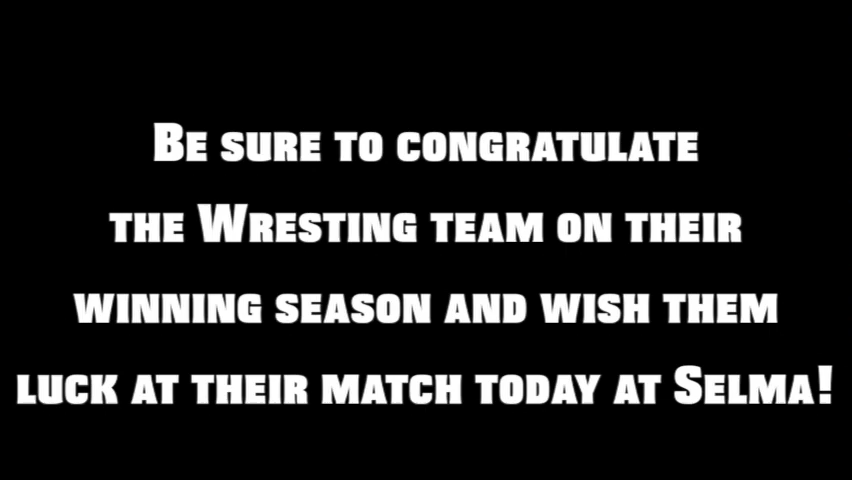 Be sure to congratulate
the Wresting team on their
winning season and wish them
luck at their match today at Selma!